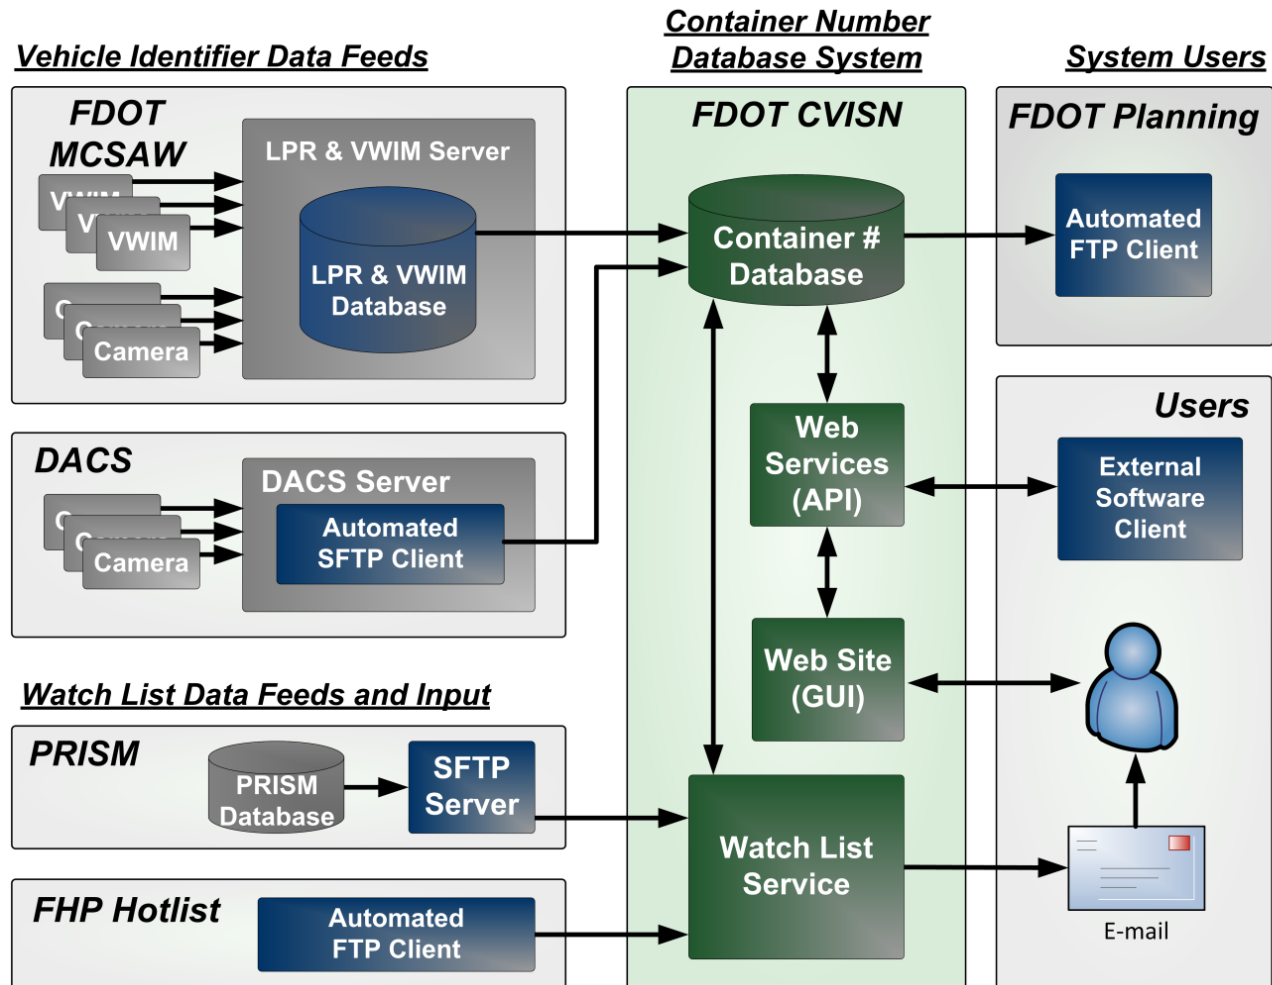 Vehicle Identifier Data Feeds
Container Number
Database System
System Users
FDOT
MCSAW
LPR & VWIM Server
VWIM
LPR & VWIM
Database
Camera
DACS
DACS Server
Automated
SFTP Client
Camera
Watch List Data Feeds and Input
PRISM
PRISM
Database
SFTP
Server
FHP Hotlist
Automated
FTP Client
FDOT CVISN
Container #
Database
Web
Services
(API)
Web Site
(GUI)
Watch List
Service
FDOT Planning
Automated
FTP Client
Users
External
Software
Client
E-mail